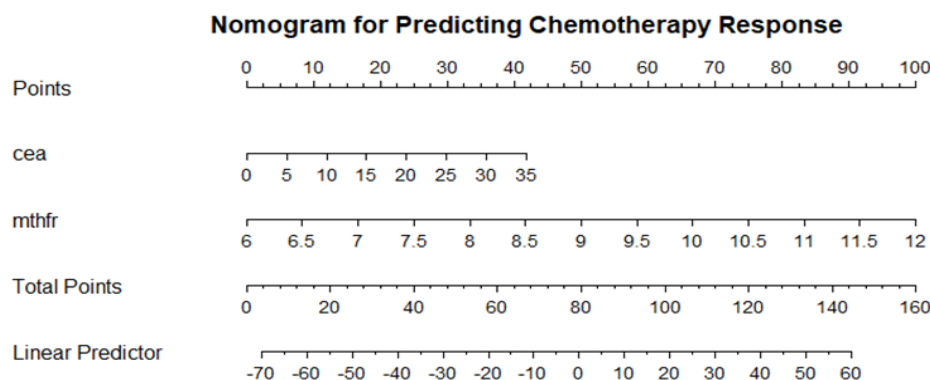 Nomogram for Predicting Chemotherapy Response
0 10 20 30 40 50 60 70 80 90 100
Points
cea
0 5 10 15 20 25 30 35
mthfr
6 6.5 7 7.5 8 8.5 9 9.5 10 10.5 11 11.5 12
Total Points
0 20 40 60 80 100 120 140 160
Linear Predictor
-70 -60 -50 -40 -30 -20 -10 0 10 20 30 40 50 60